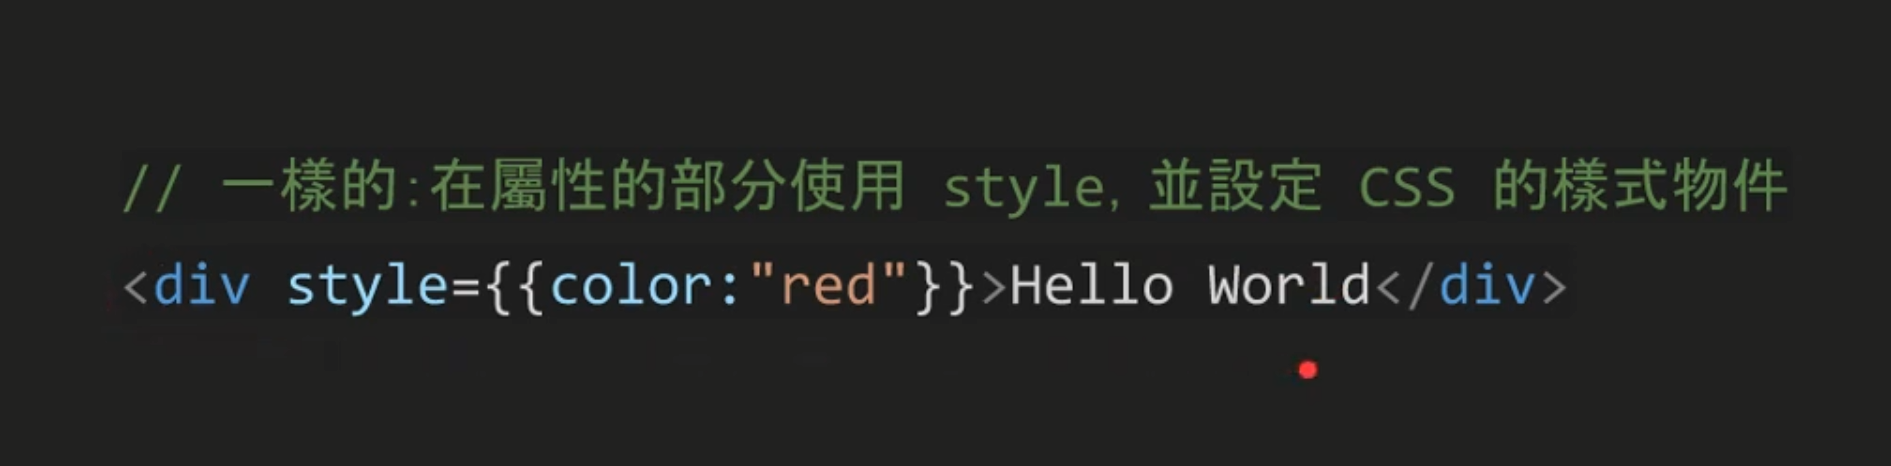 // 一樣的:在屬性的部分使用 style, 並設定 CSS 的樣式物件
<div style={{color:"red"}}>Hello World</div>